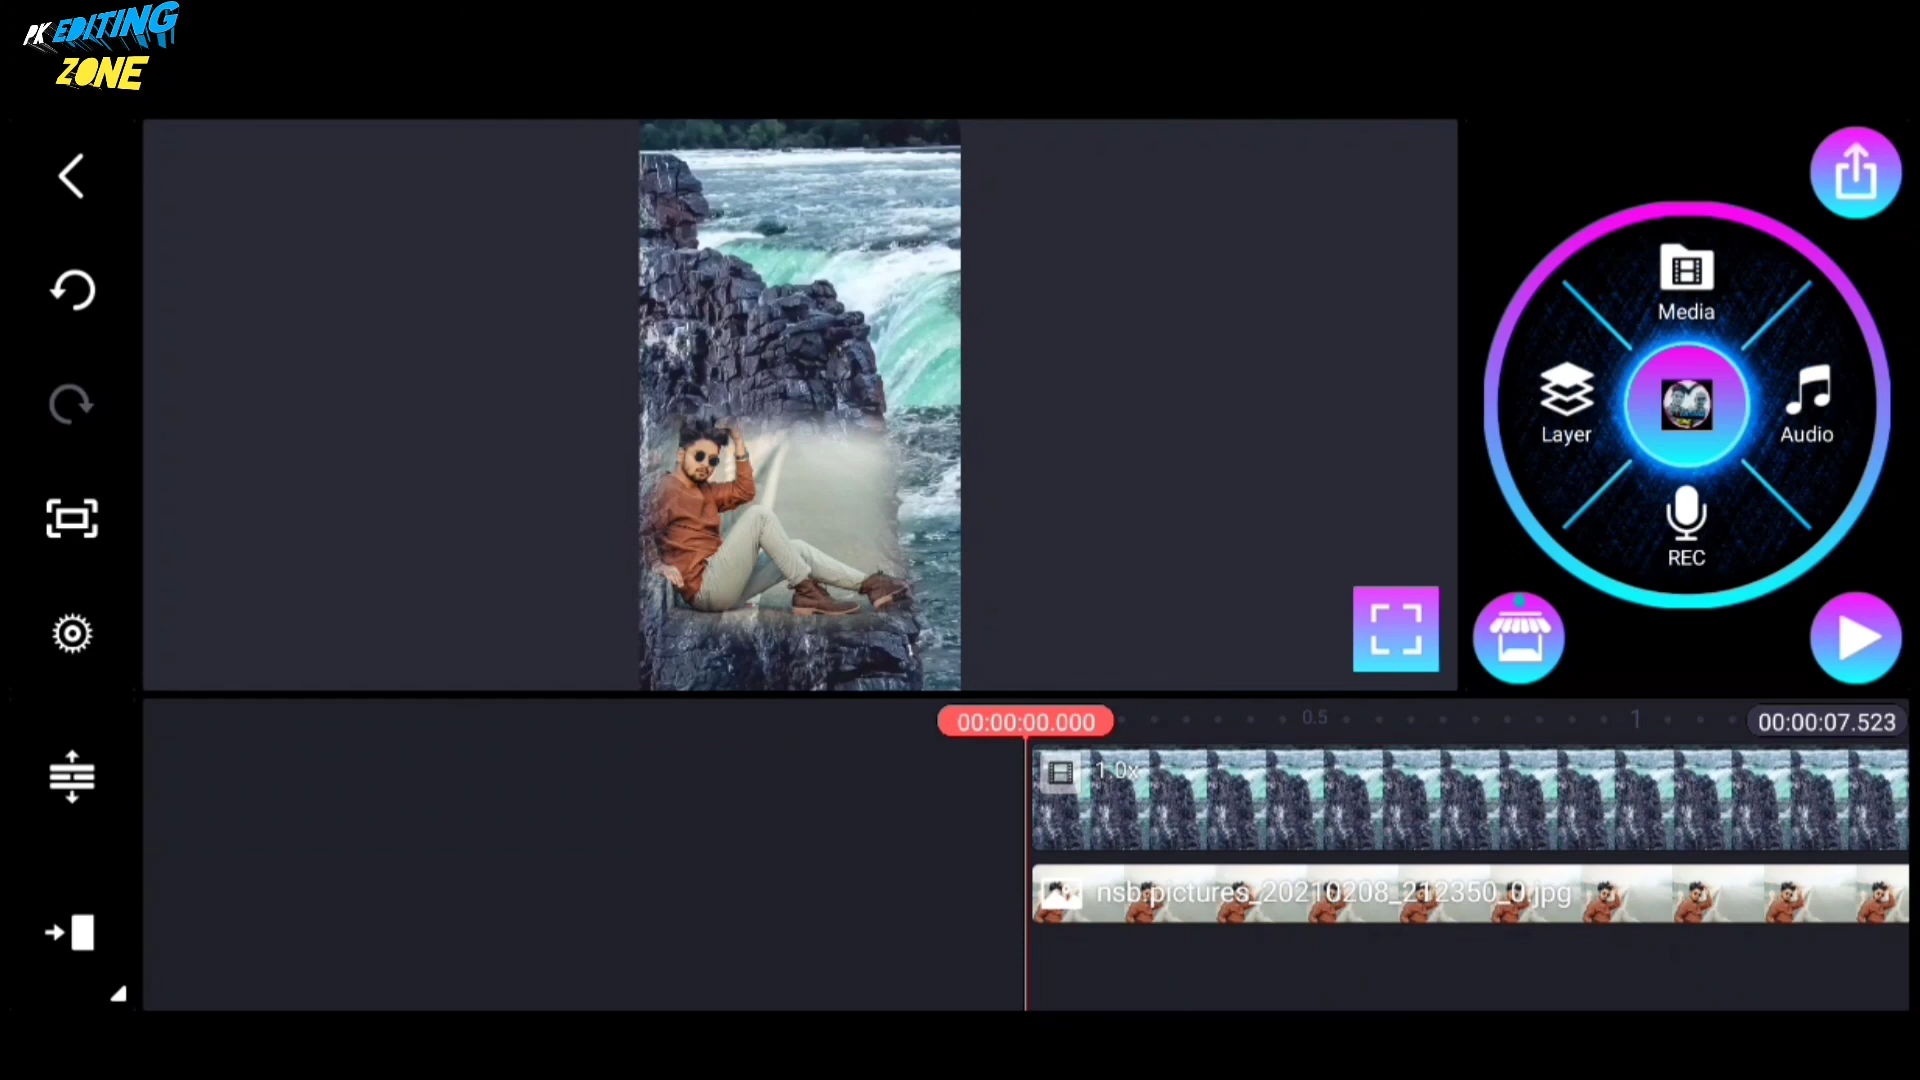 PK EDITING
ZONE
Media
Layer
Audio
REC
00:00:00.000
0.5
1
00:00:07.523
1.0x
nsb.pictures_20210208_212350_0.jpg